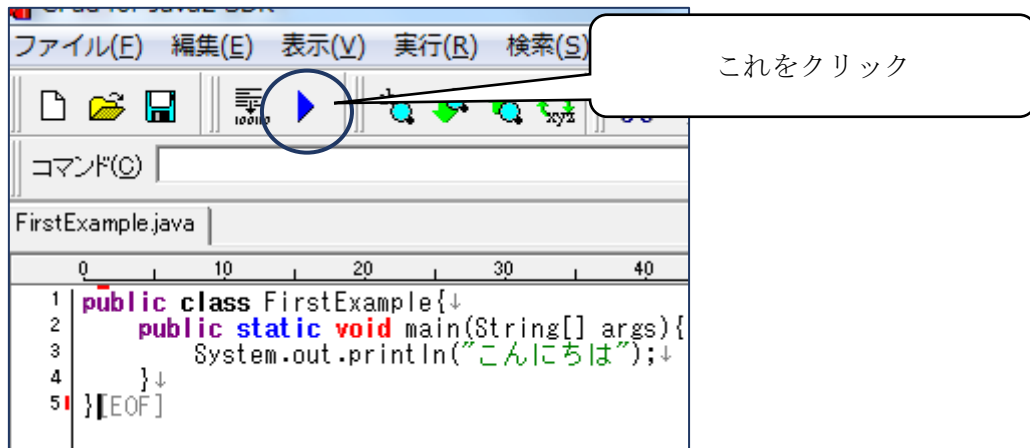 ファイル(F) 編集(E) 表示(V) 実行(R) 検索(S)
これをクリック
コマンド(C)
FirstExample.java
0 10 20 30 40
1 public class FirstExample{↓
2 public static void main(String[] args){
3 System.out.println("こんにちは");↓
4 }↓
5 }[EOF]